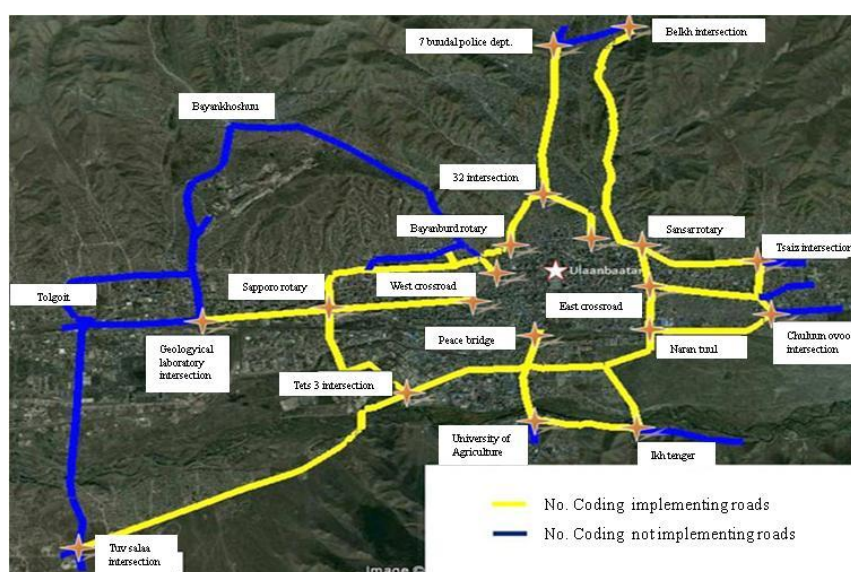 7 buudal police dept.
Belkh intersection
Bayankhoshuu
32 intersection
Bayanburd rotary
Sansar rotary
Tsaiz intersection
Ulaanbaatar
Tolgoit
Sapporo rotary
West crossroad
East crossroad
Peace bridge
Naran tuul
Chuluun ovoo
intersection
Geologyical
laboratory
intersection
Tets 3 intersection
University of
Agriculture
Ikh tenger
No. Coding implementing roads
No. Coding not implementing roads
Tuv salaa
intersection
Image ©